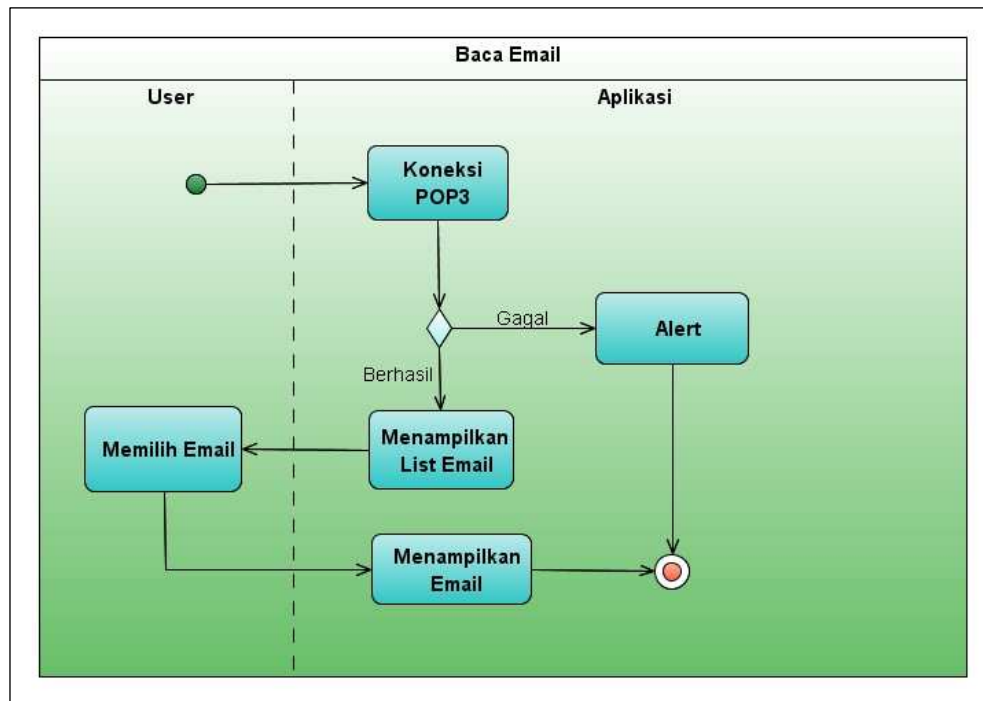 Baca Email
User
Aplikasi
Koneksi
POP3
Gagal
Alert
Berhasil
Memilih Email
Menampilkan
List Email
Menampilkan
Email